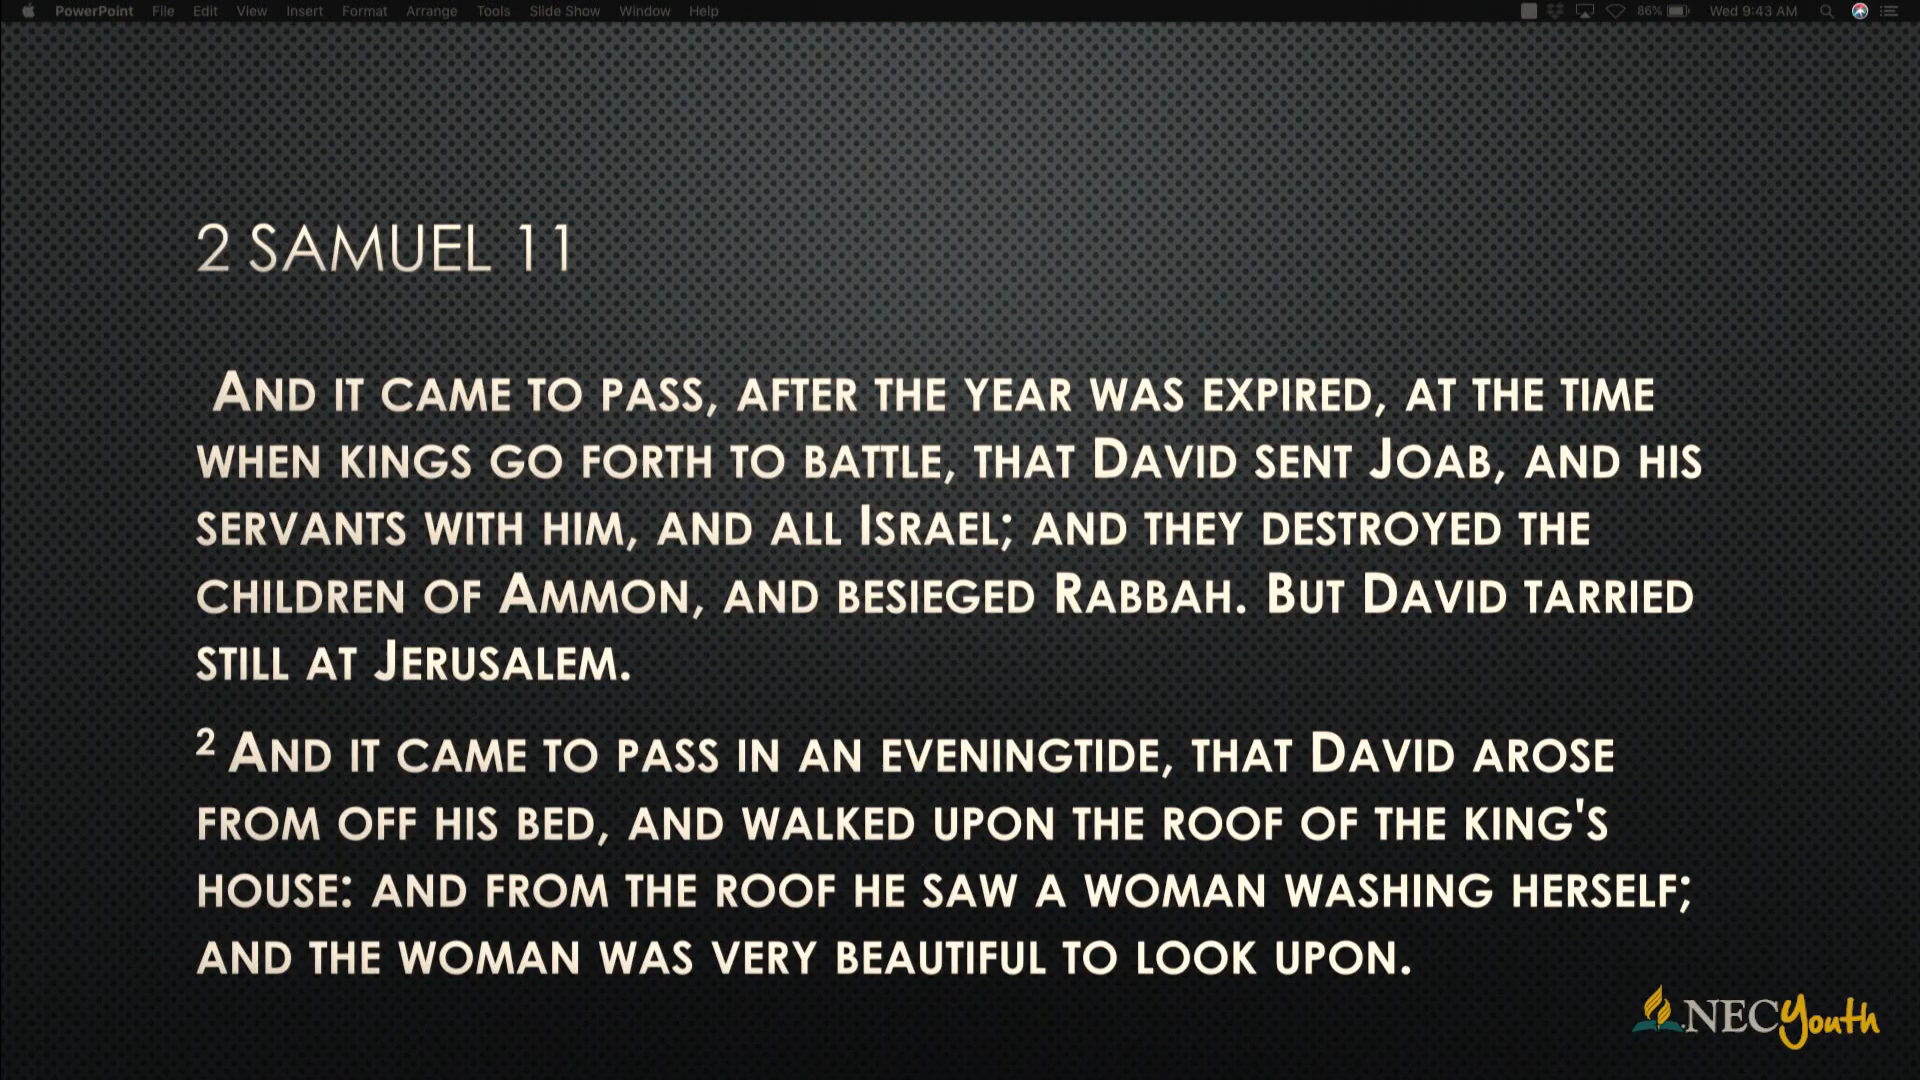 PowerPoint File Edit View Insert Format Arrange Tools Slide Show Window Help 86% Wed 9:43 AM
2 SAMUEL 11
AND IT CAME TO PASS, AFTER THE YEAR WAS EXPIRED, AT THE TIME
WHEN KINGS GO FORTH TO BATTLE, THAT DAVID SENT JOAB, AND HIS
SERVANTS WITH HIM, AND ALL ISRAEL; AND THEY DESTROYED THE
CHILDREN OF AMMON, AND BESIEGED RABBAH. BUT DAVID TARRIED
STILL AT JERUSALEM.
2 AND IT CAME TO PASS IN AN EVENINGTIDE, THAT DAVID AROSE
FROM OFF HIS BED, AND WALKED UPON THE ROOF OF THE KING'S
HOUSE: AND FROM THE ROOF HE SAW A WOMAN WASHING HERSELF;
AND THE WOMAN WAS VERY BEAUTIFUL TO LOOK UPON.
NECYouth